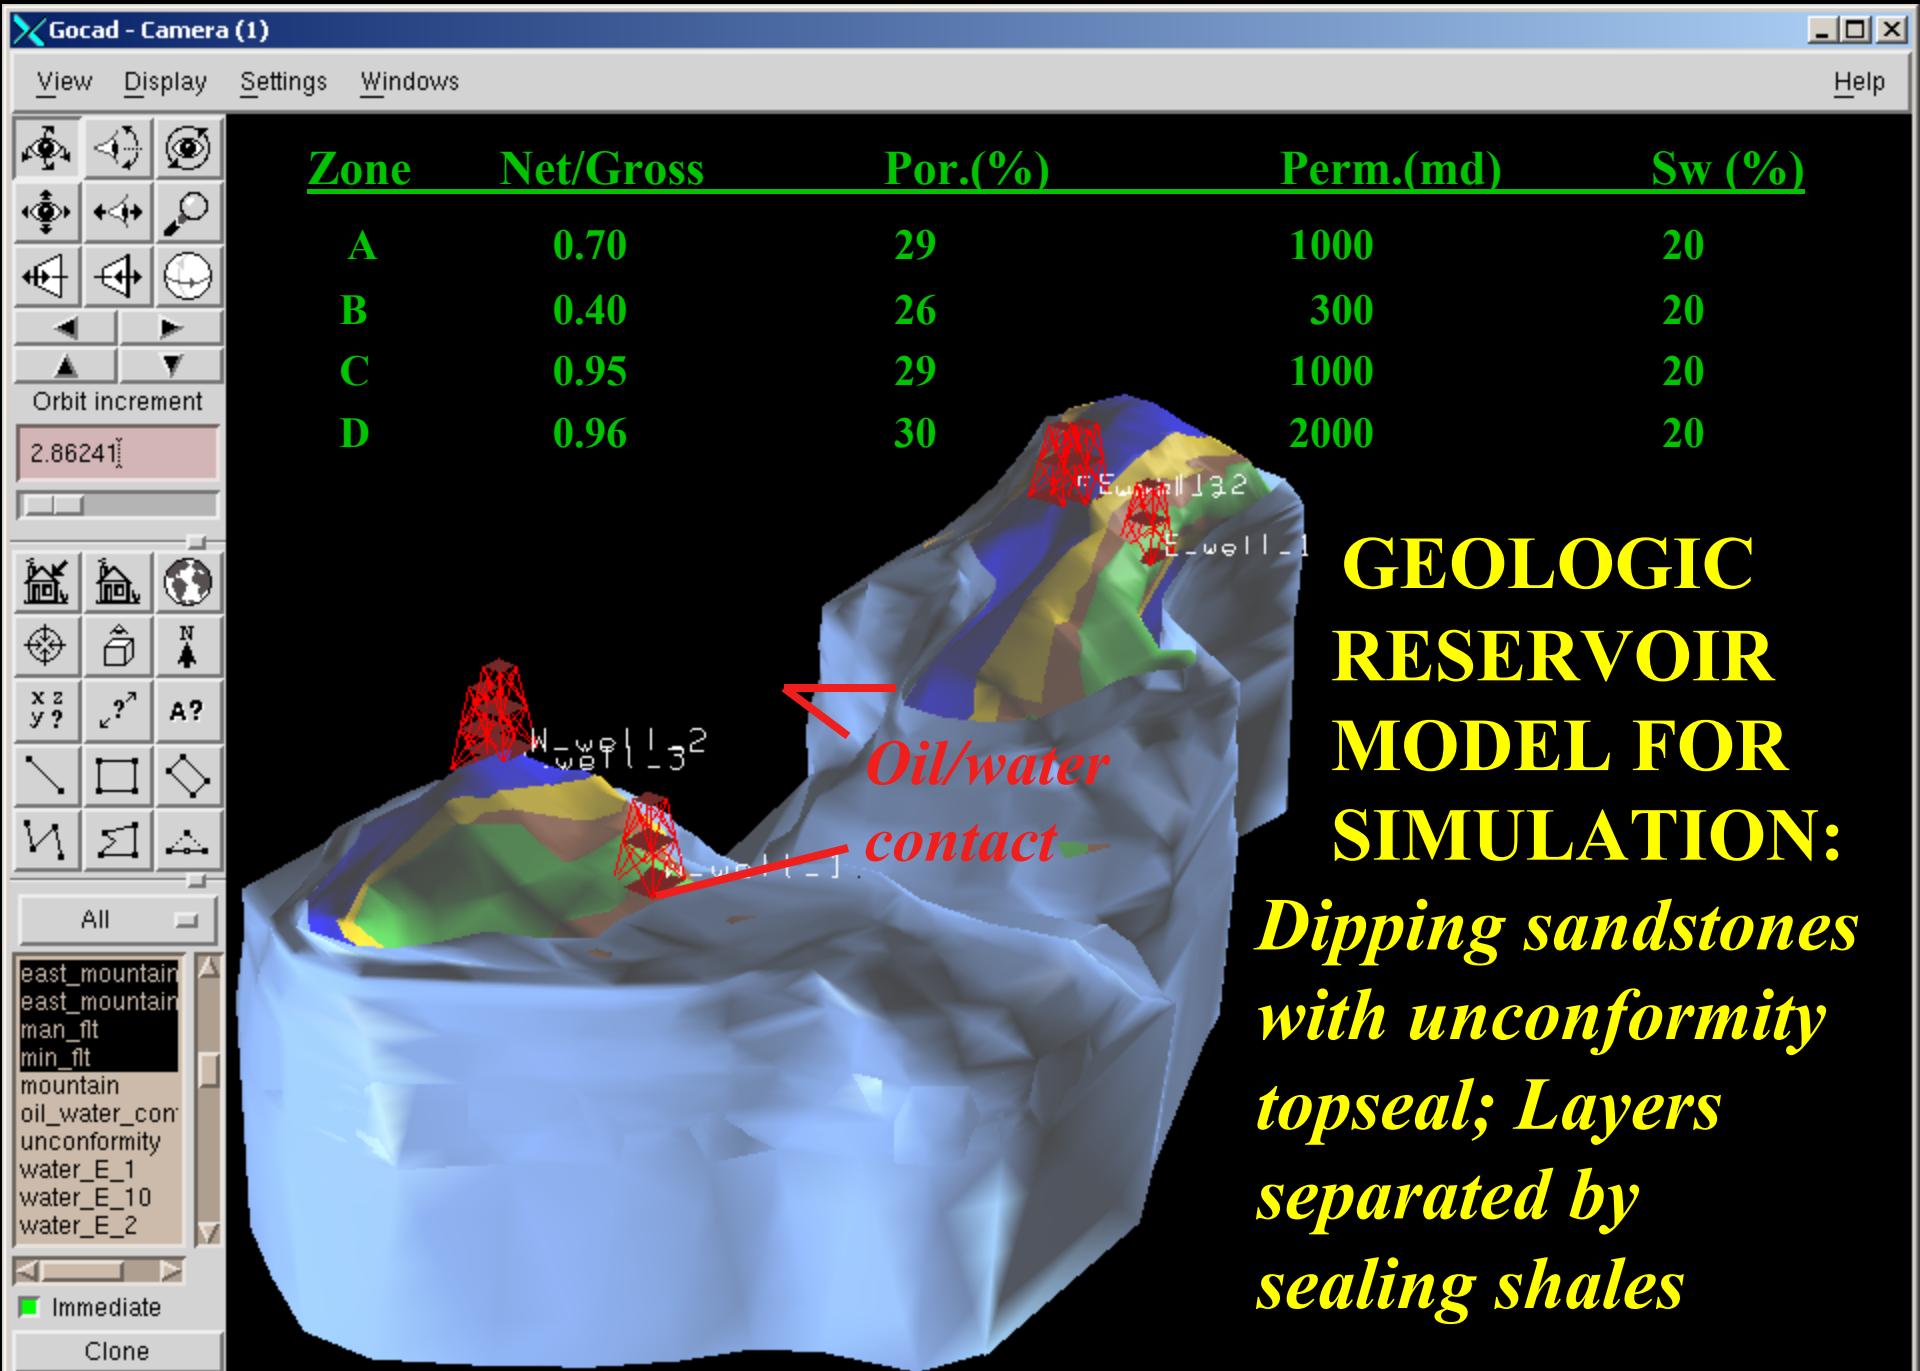 Gocad - Camera (1)
View Display Settings Windows Help
Zone Net/Gross Por.(%) Perm.(md) Sw (%)
A 0.70 29 1000 20
B 0.40 26 300 20
C 0.95 29 1000 20
D 0.96 30 2000 20
Orbit increment
2.86241
N
x z
y ?
?
A?
All
east_mountain
east_mountain
man_flt
min_flt
mountain
oil_water_con
unconformity
water_E_1
water_E_10
water_E_2
Immediate
Clone
E_well_1
W_well_2
well_3
Oil/water
contact
GEOLOGIC
RESERVOIR
MODEL FOR
SIMULATION:
Dipping sandstones
with unconformity
topseal; Layers
separated by
sealing shales